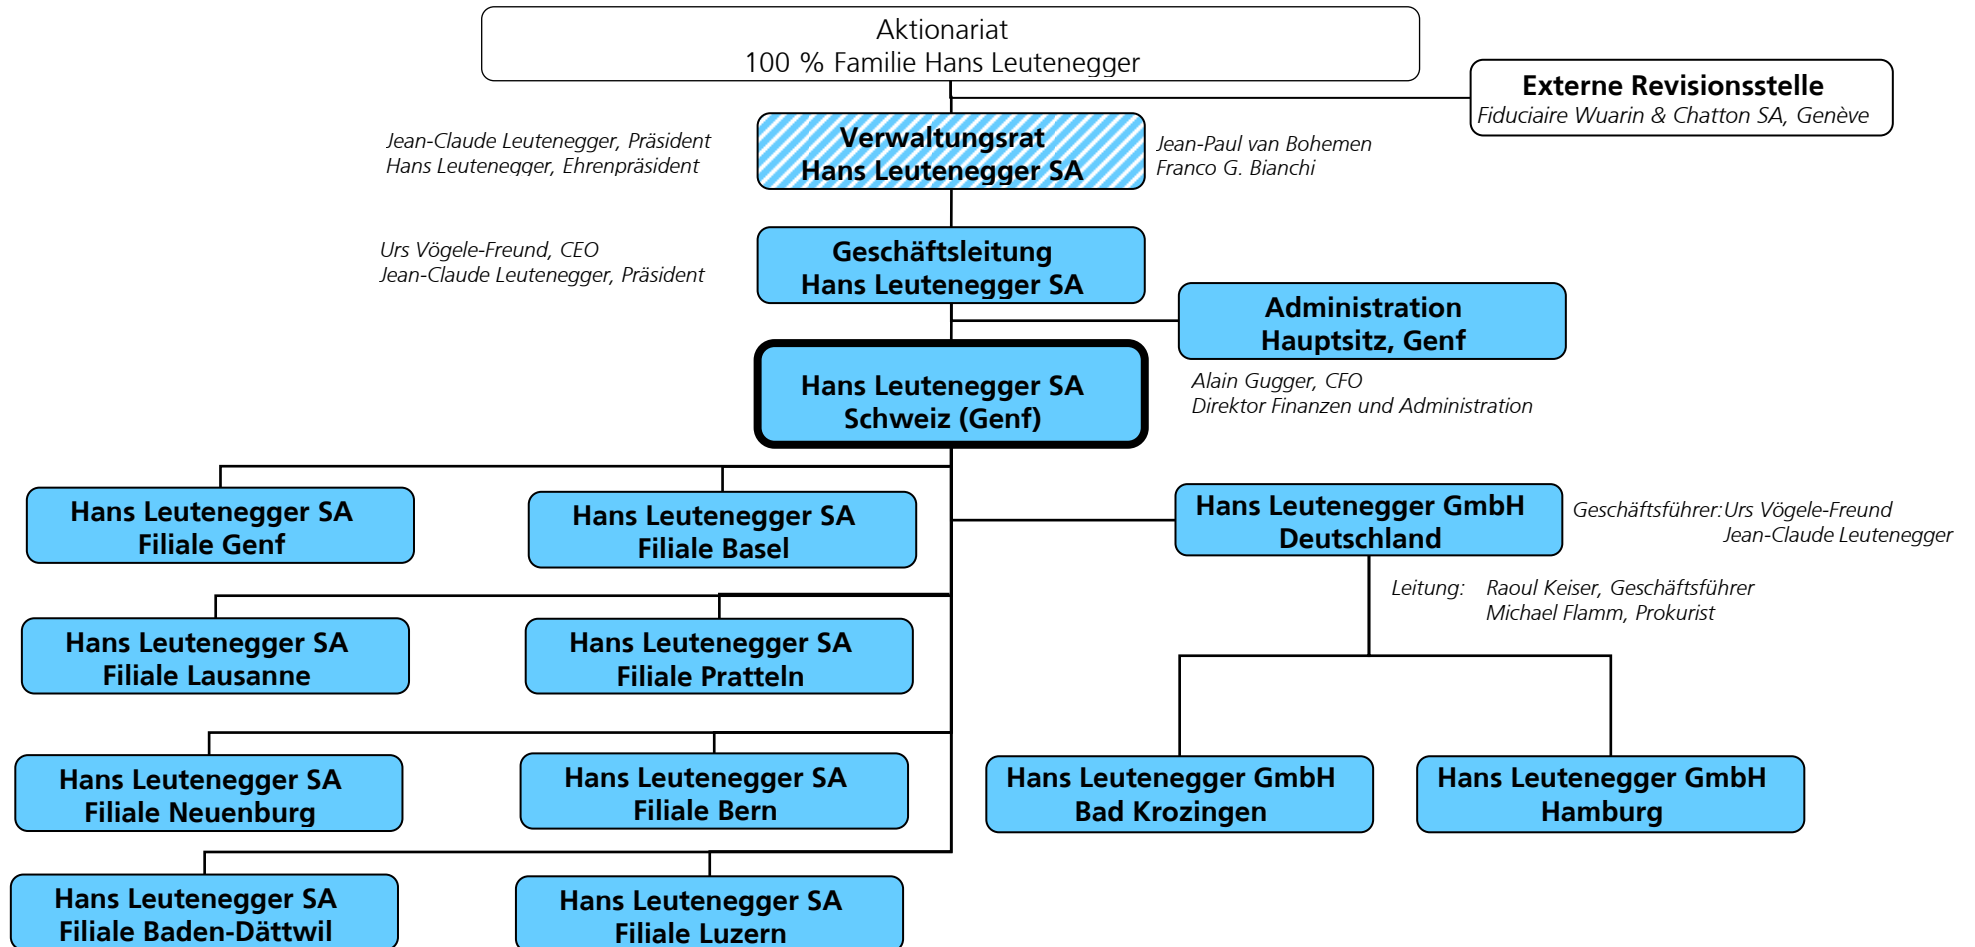 Aktionariat
100 % Familie Hans Leutenegger
Externe Revisionsstelle
Fiduciaire Wuarin & Chatton SA, Genève
Jean-Claude Leutenegger, Präsident
Hans Leutenegger, Ehrenpräsident
Verwaltungsrat
Hans Leutenegger SA
Jean-Paul van Bohemen
Franco G. Bianchi
Urs Vögele-Freund, CEO
Jean-Claude Leutenegger, Präsident
Geschäftsleitung
Hans Leutenegger SA
Administration
Hauptsitz, Genf
Alain Gugger, CFO
Direktor Finanzen und Administration
Hans Leutenegger SA
Schweiz (Genf)
Hans Leutenegger SA
Filiale Genf
Hans Leutenegger SA
Filiale Basel
Hans Leutenegger GmbH
Deutschland
Geschäftsführer: Urs Vögele-Freund
Jean-Claude Leutenegger
Leitung: Raoul Keiser, Geschäftsführer
Michael Flamm, Prokurist
Hans Leutenegger SA
Filiale Lausanne
Hans Leutenegger SA
Filiale Pratteln
Hans Leutenegger SA
Filiale Neuenburg
Hans Leutenegger SA
Filiale Bern
Hans Leutenegger GmbH
Bad Krozingen
Hans Leutenegger GmbH
Hamburg
Hans Leutenegger SA
Filiale Baden-Dättwil
Hans Leutenegger SA
Filiale Luzern